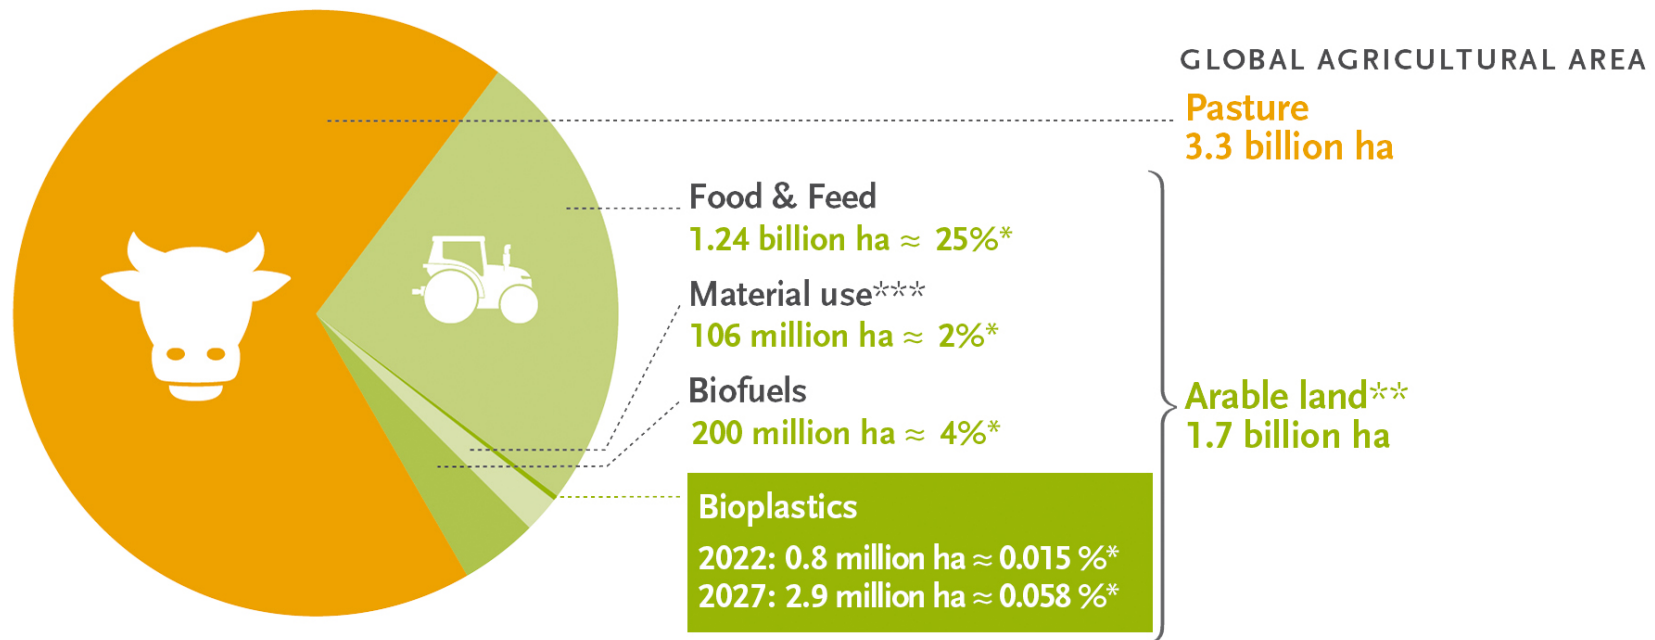 GLOBAL AGRICULTURAL AREA
Pasture
3.3 billion ha
Food & Feed
1.24 billion ha ≈ 25%*
Material use***
106 million ha ≈ 2%*
Biofuels
200 million ha ≈ 4%*
Arable land**
1.7 billion ha
Bioplastics
2022: 0.8 million ha ≈ 0.015 %*
2027: 2.9 million ha ≈ 0.058 %*